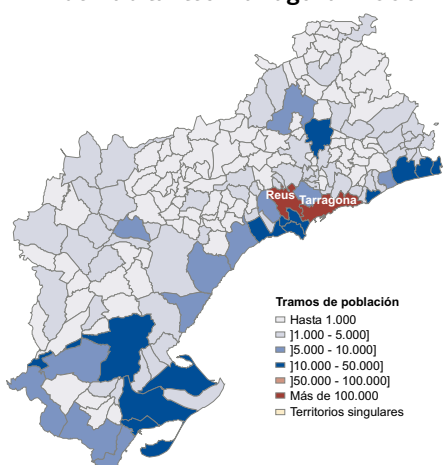 Reus Tarragona
Tramos de población
Hasta 1.000
]1.000 - 5.000]
]5.000 - 10.000]
]10.000 - 50.000]
]50.000 - 100.000]
Más de 100.000
Territorios singulares